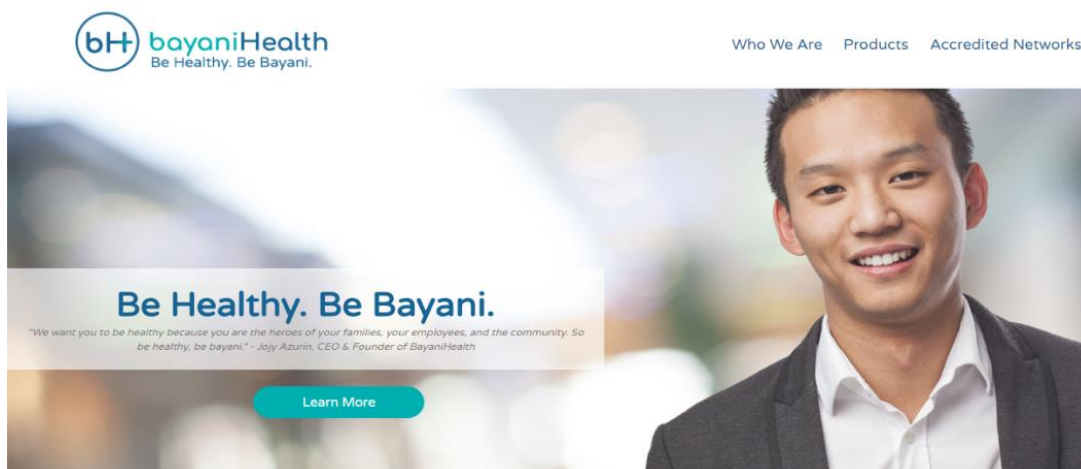 bH bayaniHealth
Be Healthy. Be Bayani.
Who We Are Products Accredited Networks
Be Healthy. Be Bayani.
"We want you to be healthy because you are the heroes of your families, your employees, and the community. So
be healthy, be bayani." - Jojy Azurin, CEO & Founder of BayaniHealth
Learn More